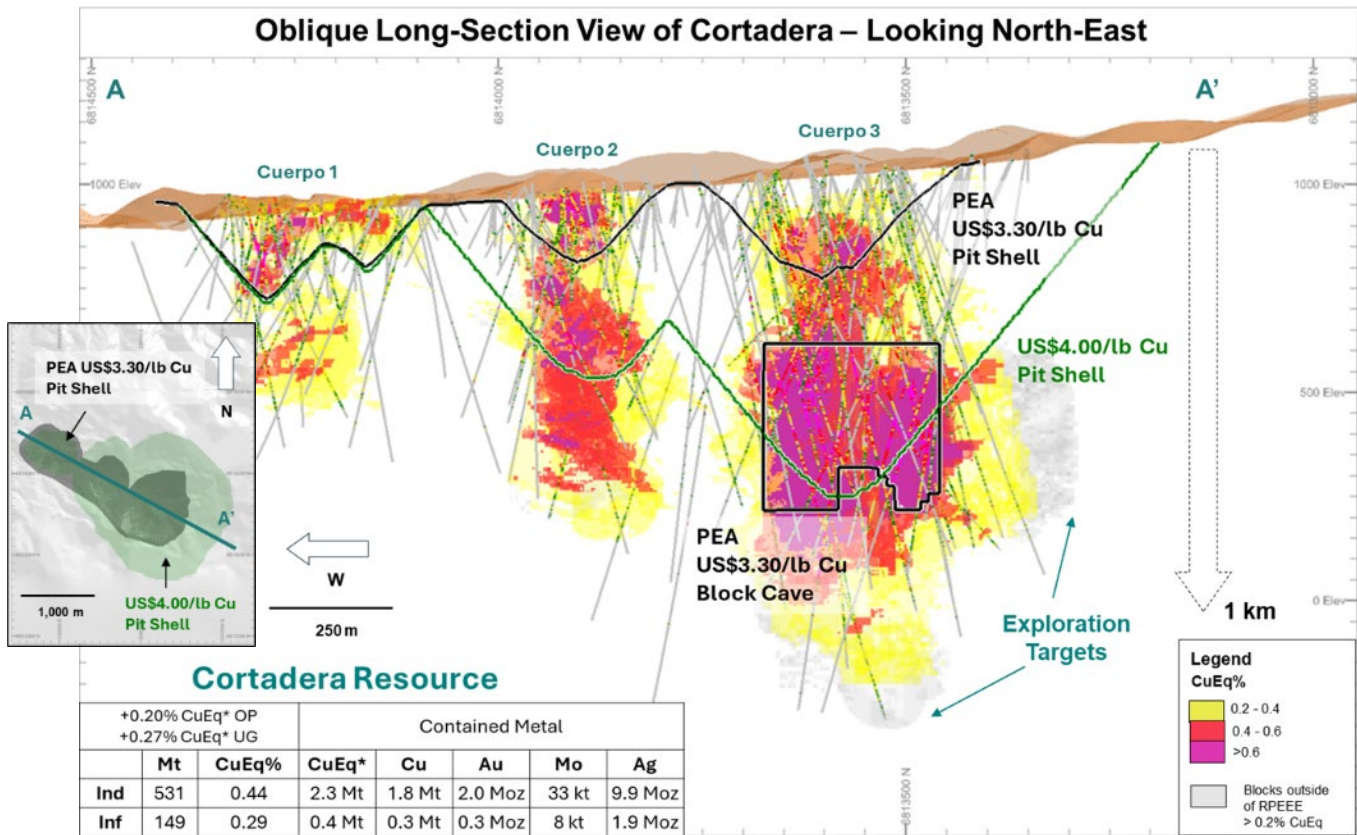 Oblique Long-Section View of Cortadera – Looking North-East
6814500 N
6814000 N
6813500 N
A
A'
Cuerpo 1
Cuerpo 2
Cuerpo 3
1000 Elev
1000 Elev
PEA
US$3.30/lb Cu
Pit Shell
US$4.00/lb Cu
Pit Shell
500 Elev
PEA US$3.30/lb Cu
Pit Shell
N
A
A'
1,000 m
US$4.00/lb Cu
Pit Shell
W
250 m
PEA
US$3.30/lb Cu
Block Cave
0 Elev
1 km
Exploration
Targets
6813500 N
Legend
CuEq%
0.2 - 0.4
0.4 - 0.6
>0.6
Blocks outside
of RPEEE
> 0.2% CuEq
Cortadera Resource
+0.20% CuEq* OP
+0.27% CuEq* UG
Contained Metal
Mt CuEq% CuEq* Cu Au Mo Ag
Ind 531 0.44 2.3 Mt 1.8 Mt 2.0 Moz 33 kt 9.9 Moz
Inf 149 0.29 0.4 Mt 0.3 Mt 0.3 Moz 8 kt 1.9 Moz